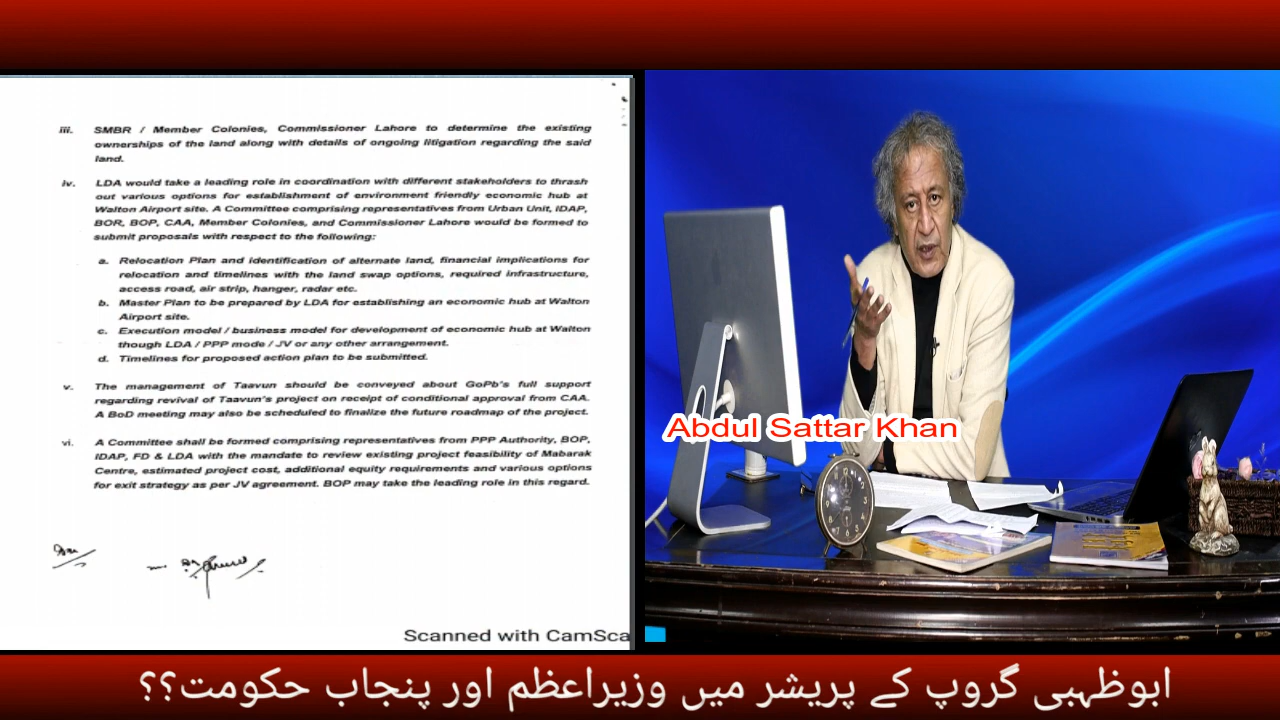 iii. SMBR / Member Colonies, Commissioner Lahore to determine the existing
ownerships of the land along with details of ongoing litigation regarding the said
land.
iv. LDA would take a leading role in coordination with different stakeholders to thrash
out various options for establishment of environment friendly economic hub at
Walton Airport site. A Committee comprising representatives from Urban Unit, IDAP,
BOR, BOP, CAA, Member Colonies, and Commissioner Lahore would be formed to
submit proposals with respect to the following:
a. Relocation Plan and identification of alternate land, financial implications for
relocation and timelines with the land swap options, required infrastructure,
access road, air strip, hanger, radar etc.
b. Master Plan to be prepared by LDA for establishing an economic hub at Walton
Airport site.
c. Execution model / business model for development of economic hub at Walton
though LDA / PPP mode / JV or any other arrangement.
d. Timelines for proposed action plan to be submitted.
v. The management of Taavun should be conveyed about GoPb's full support
regarding revival of Taavun's project on receipt of conditional approval from CAA.
A BoD meeting may also be scheduled to finalize the future roadmap of the project.
vi. A Committee shall be formed comprising representatives from PPP Authority, BOP,
IDAP, FD & LDA with the mandate to review existing project feasibility of Mabarak
Centre, estimated project cost, additional equity requirements and various options
for exit strategy as per JV agreement. BOP may take the leading role in this regard.
Scanned with CamSca
Abdul Sattar Khan
ابوظہبی گروپ کے پریشر میں وزیراعظم اور پنجاب حکومت؟؟